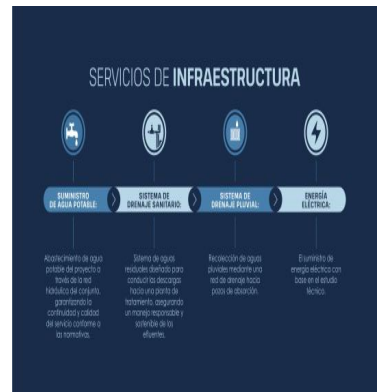 SERVICIOS DE INFRAESTRUCTURA
SUMINISTRO
DE AGUA POTABLE:
SISTEMA DE
DRENAJE SANITARIO:
SISTEMA DE
DRENAJE PLUVIAL:
ENERGÍA
ELÉCTRICA:
Abastecimiento de agua
potable del proyecto a
través de la red
hidráulica del conjunto,
garantizando la
continuidad y calidad
del servicio conforme a
las normativas.
Sistema de aguas
residuales diseñado para
conducir las descargas
hacia una planta de
tratamiento, asegurando
un manejo responsable y
sostenible de los
efluentes.
Recolección de aguas
pluviales mediante una
red de drenaje hacia
pozos de absorción.
El suministro de
energía eléctrica con
base en el estudio
técnico.